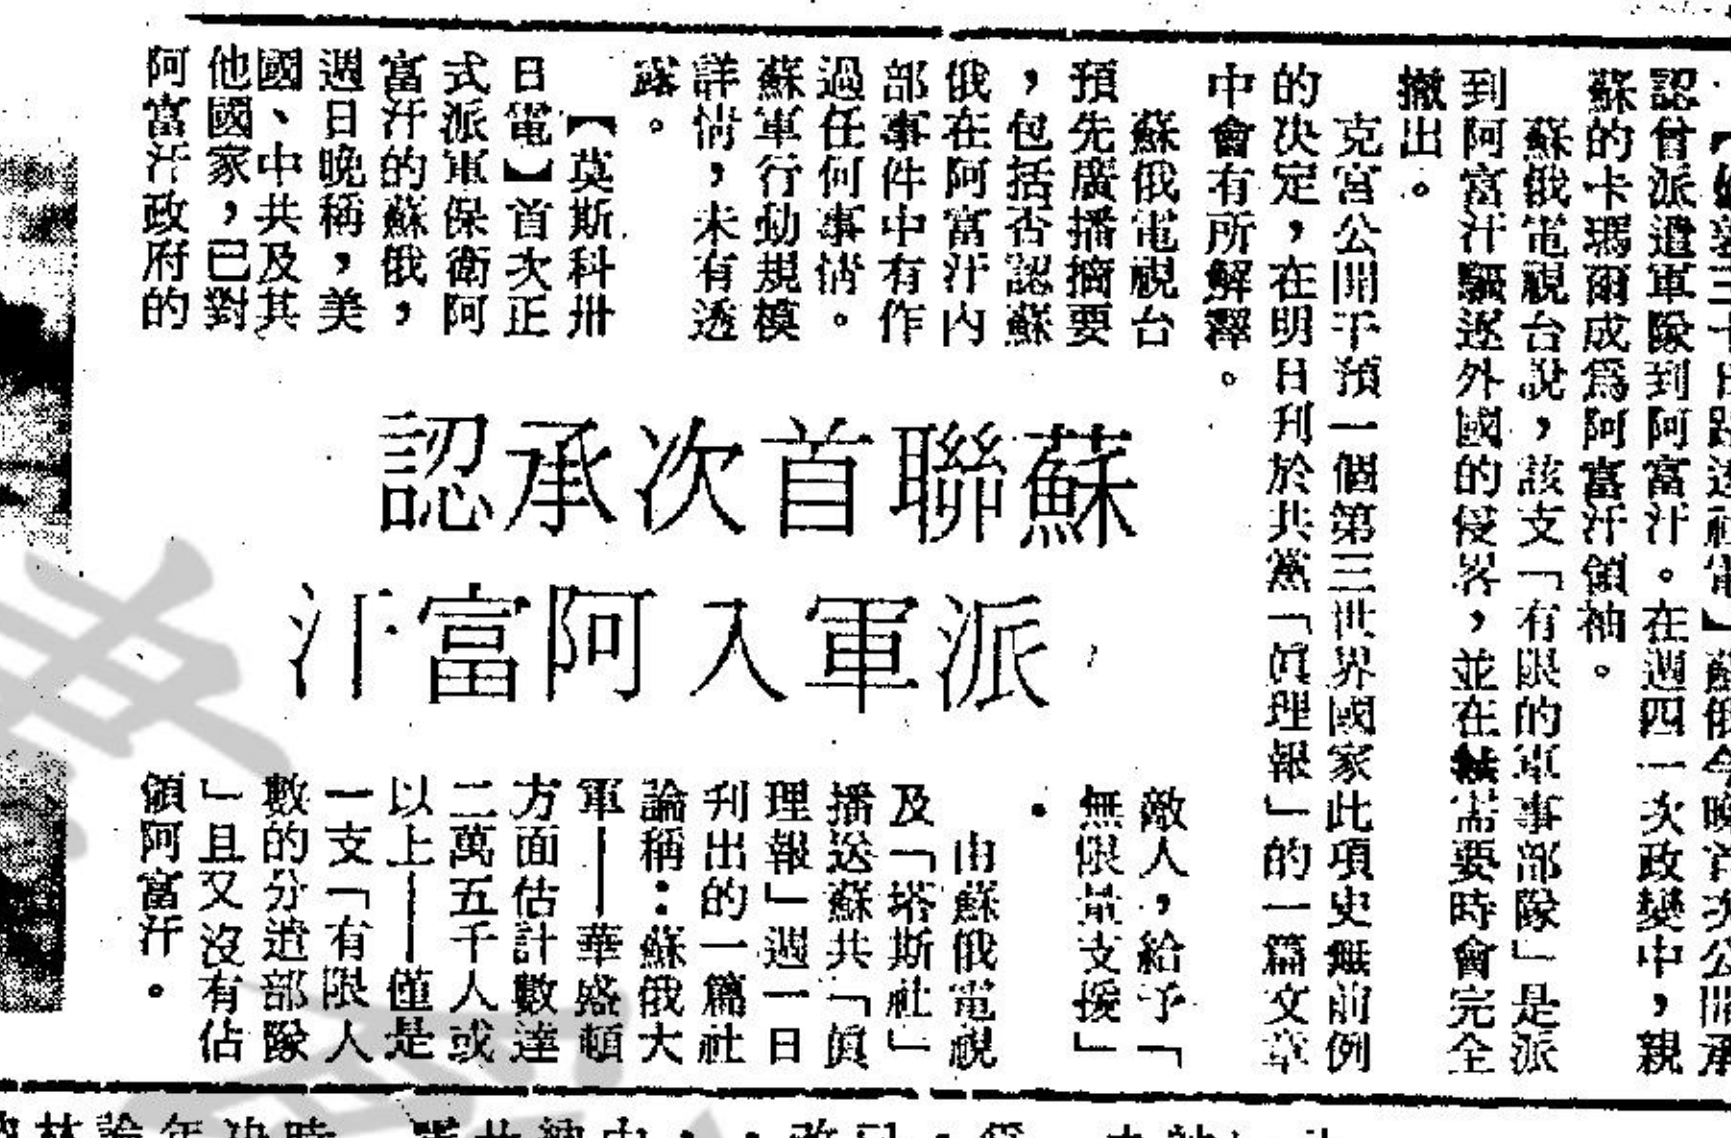 蘇聯首次承認
派軍入阿富汗
三十日路透社電】蘇俄今晚首次公開承
認曾派遣軍隊到阿富汗。在週四一次政變中，親
蘇的卡瑪爾成爲阿富汗領袖。
蘇俄電視台說，該支「有限的軍事部隊」是派
到阿富汗驅逐外國的侵畧，並在無需要時會完全
撤出。
克宮公開干預一個第三世界國家此項史無前例
的決定，在明日刋於共黨「眞理報」的一篇文章
中會有所解釋。
蘇俄電視台
預先廣播摘要
，包括否認蘇
俄在阿富汗內
部事件中有作
過任何事情。
蘇軍行動規模
詳情，未有透
露。
【莫斯科卅
日電】首次正
式派軍保衛阿
富汗的蘇俄，
週日晚稱，美
國、中共及其
他國家，已對
阿富汗政府的
敵人，給予「
無限量支援」
。
由蘇俄電視
及「塔斯社」
播送蘇共「眞
理報」週一日
刋出的一篇社
論稱：蘇俄大
軍——華盛頓
方面估計數達
二萬五千人或
以上——僅是
一支「有限人
數的分遣部隊
」且又沒有佔
領阿富汗。